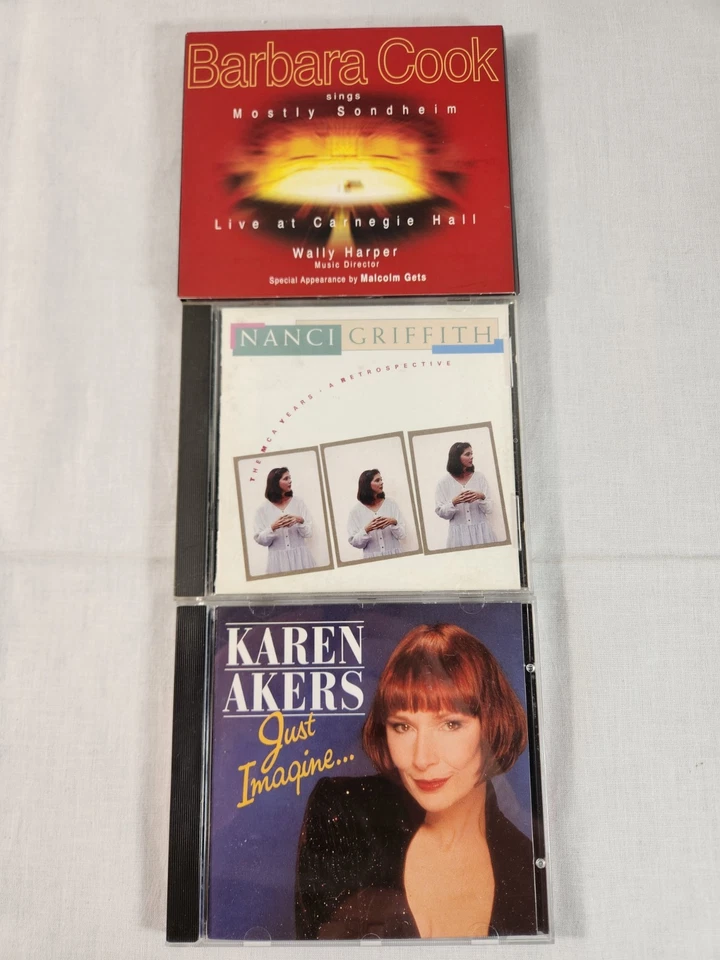 Barbara Cook
sings
Mostly Sondheim
Live at Carnegie Hall
Wally Harper
Music Director
Special Appearance by Malcolm Gets
NANCI GRIFFITH
THE MCA YEARS · A RETROSPECTIVE
KAREN
AKERS
Just
Imagine...